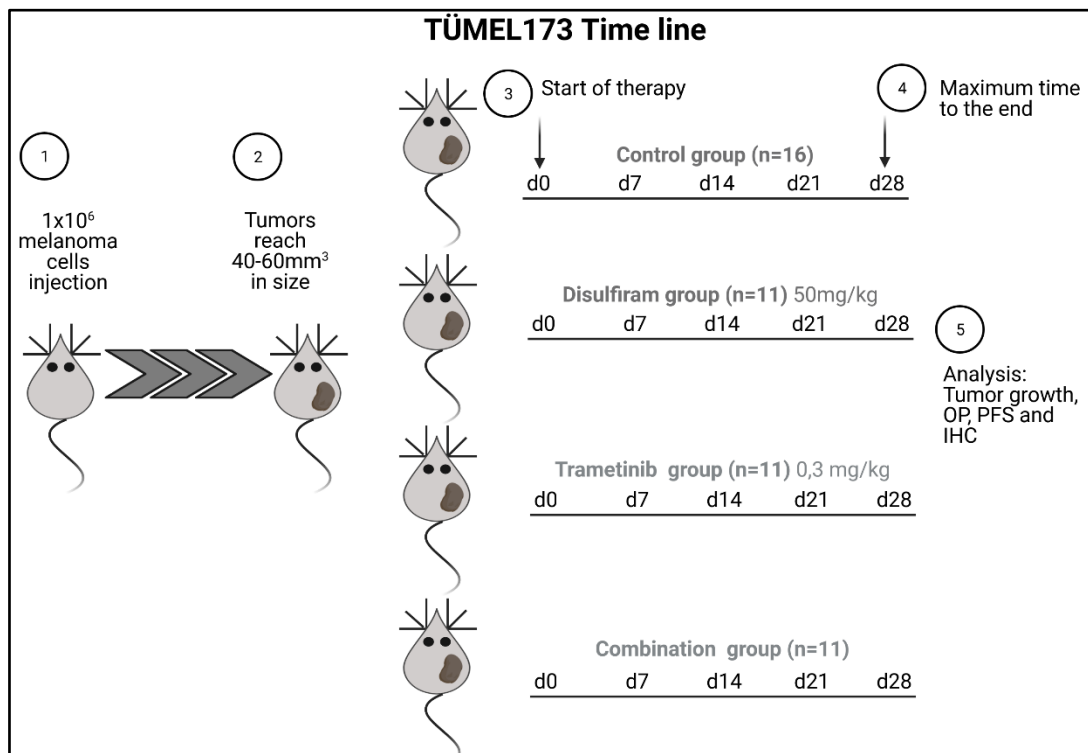 TÜMEL173 Time line
1
1x10⁶
melanoma
cells
injection
2
Tumors
reach
40-60mm³
in size
3
Start of therapy
4
Maximum time
to the end
Control group (n=16)
d0 d7 d14 d21 d28
Disulfiram group (n=11) 50mg/kg
d0 d7 d14 d21 d28
5
Analysis:
Tumor growth,
OP, PFS and
IHC
Trametinib group (n=11) 0,3 mg/kg
d0 d7 d14 d21 d28
Combination group (n=11)
d0 d7 d14 d21 d28